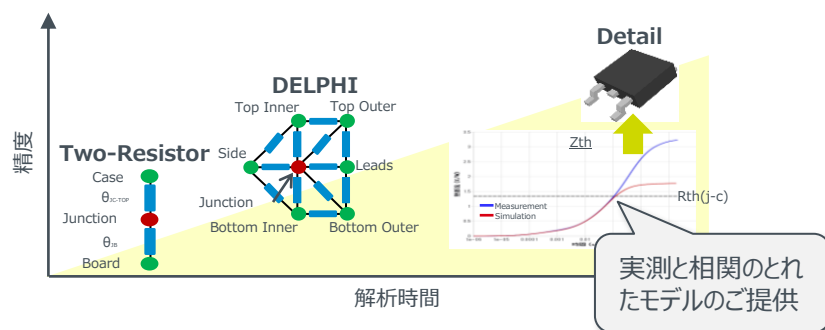 精度
解析時間
Two-Resistor
Case
θJC-TOP
Junction
θJB
Board
DELPHI
Top Inner
Top Outer
Side
Leads
Junction
Bottom Inner
Bottom Outer
Detail
Zth
Measurement
Simulation
Rth(j-c)
実測と相関のとれ
たモデルのご提供